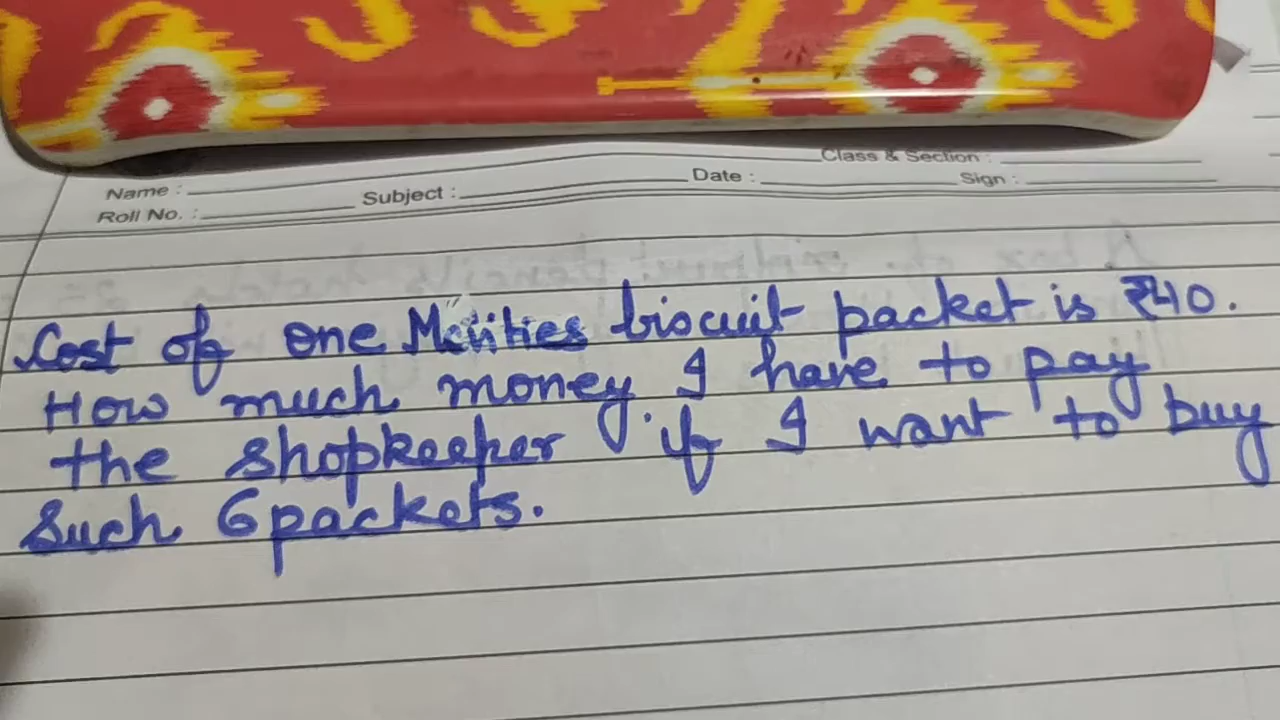 Class & Section :
Name :
Subject :
Date :
Sign :
Roll No. :
Cost of one Merities biscuit packet is ₹40.
How much money I have to pay
the shopkeeper if I want to buy
such 6 packets.